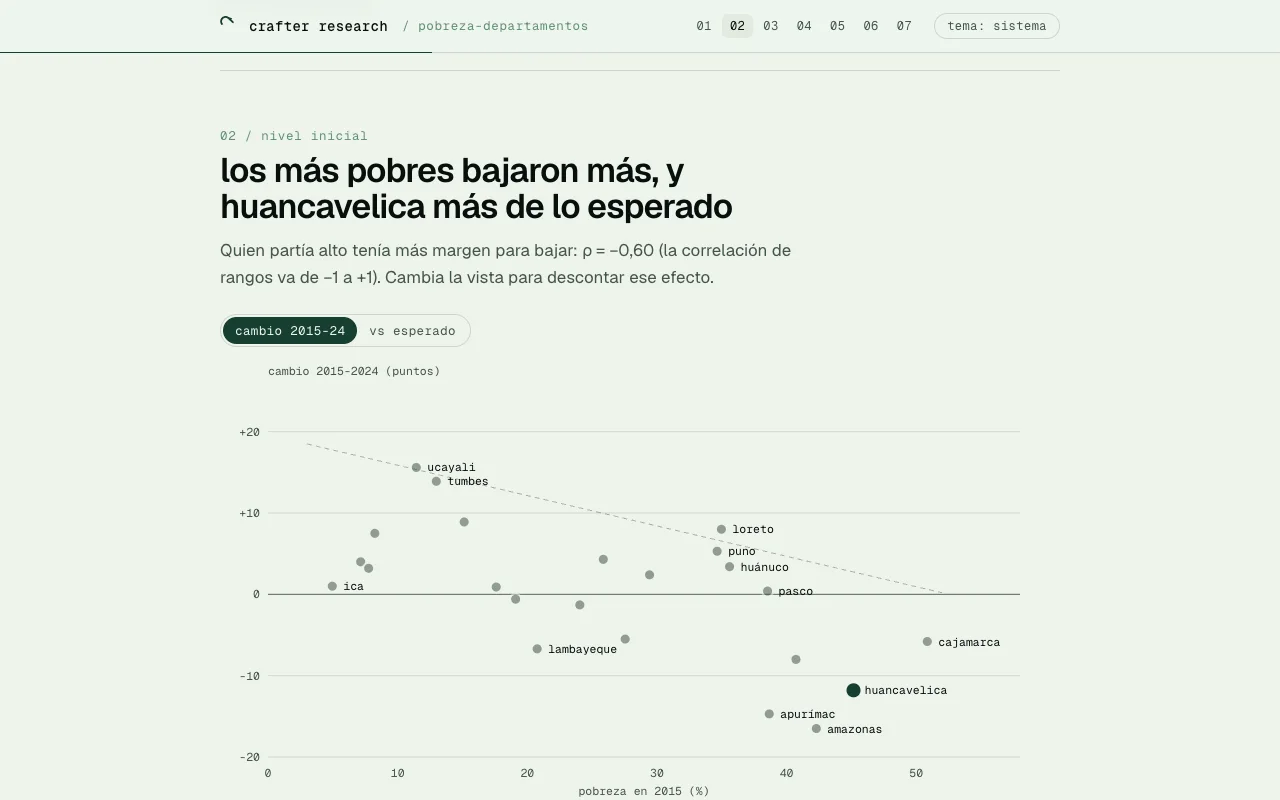 crafter research / pobreza-departamentos 01 02 03 04 05 06 07 tema: sistema
02 / nivel inicial
los más pobres bajaron más, y
huancavelica más de lo esperado
Quien partía alto tenía más margen para bajar: ρ = −0,60 (la correlación de
rangos va de −1 a +1). Cambia la vista para descontar ese efecto.
cambio 2015-24 vs esperado
cambio 2015-2024 (puntos)
+20
ucayali
tumbes
+10
loreto
puno
huánuco
ica
pasco
0
cajamarca
lambayeque
-10
huancavelica
apurímac
amazonas
-20
0 10 20 30 40 50
pobreza en 2015 (%)